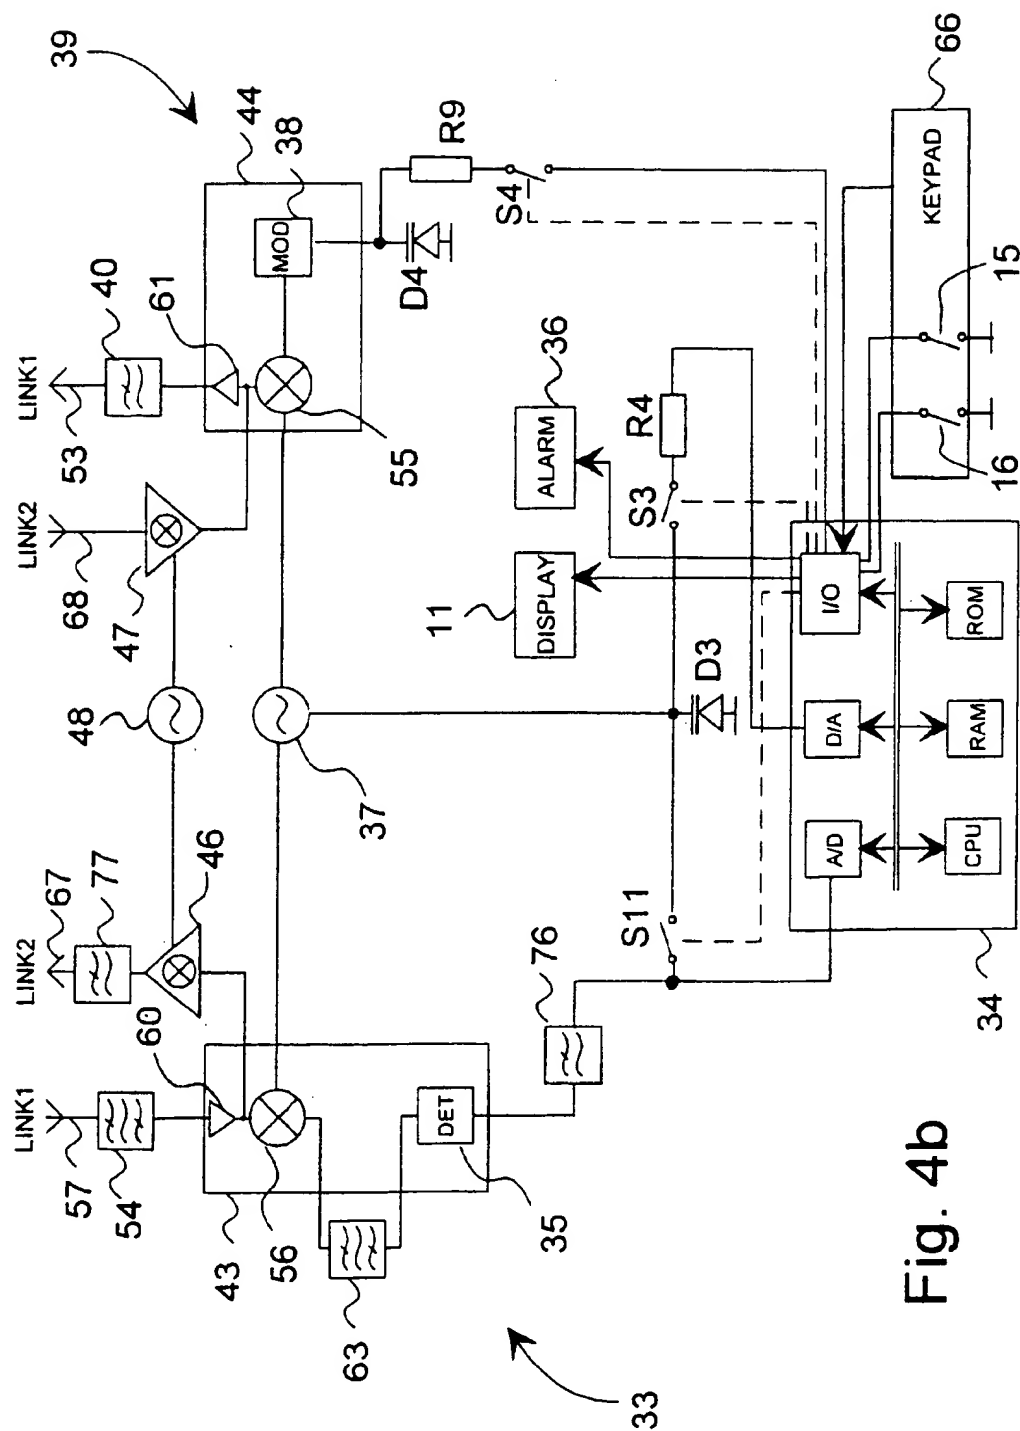 33
39
LINK1
57
54
60
43
56
63
35
DET
LINK2
67
77
46
48
37
LINK2
68
47
LINK1
53
40
61
44
38
MOD
55
D4
R9
S4
76
S11
D3
S3
R4
11
DISPLAY
36
ALARM
34
A/D
D/A
I/O
CPU
RAM
ROM
66
KEYPAD
16
15
Fig. 4b